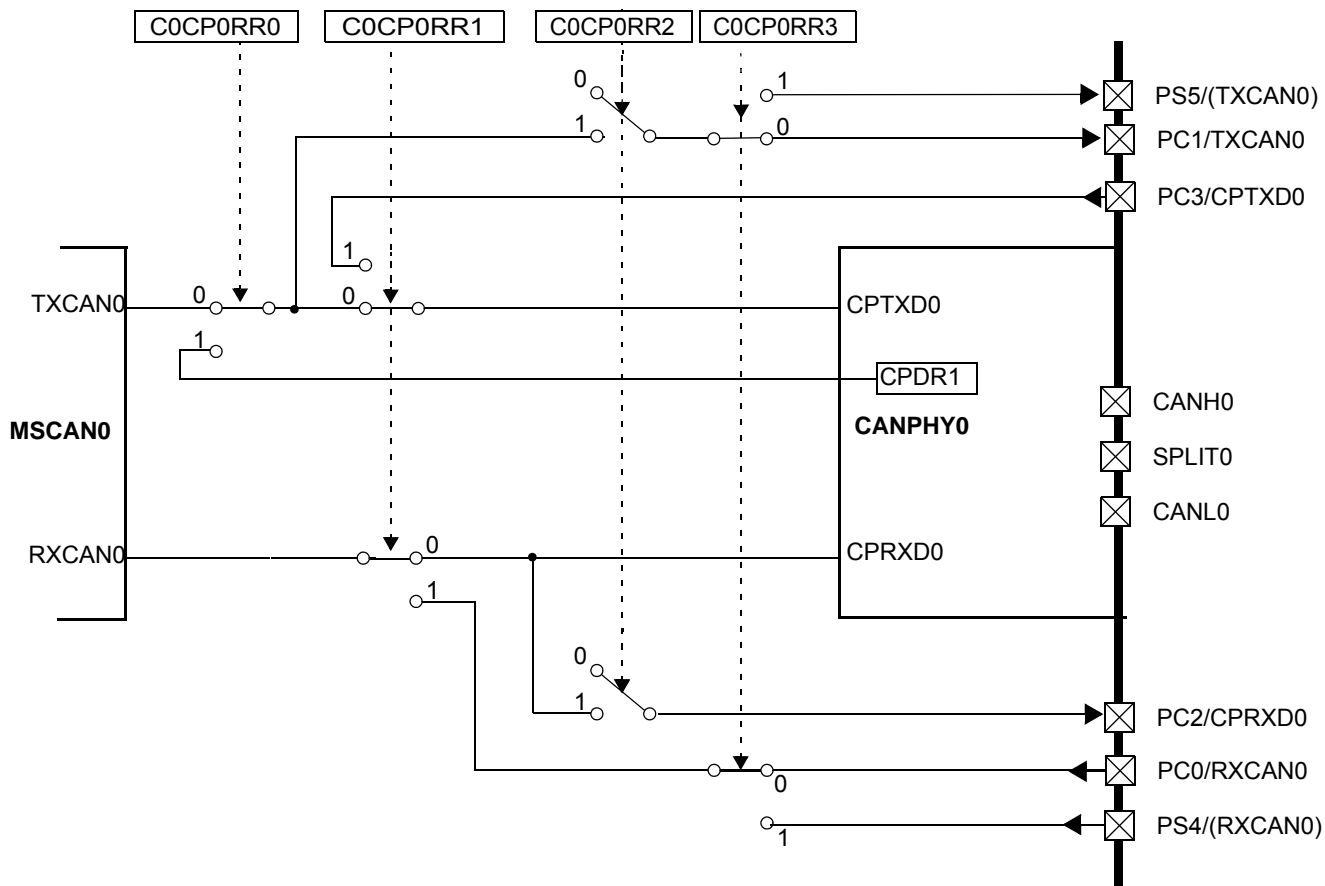 C0CP0RR0
C0CP0RR1
C0CP0RR2
C0CP0RR3
0
1
PS5/(TXCAN0)
1
0
PC1/TXCAN0
PC3/CPTXD0
1
TXCAN0
0
0
CPTXD0
1
CPDR1
CANH0
MSCAN0
CANPHY0
SPLIT0
CANL0
RXCAN0
0
CPRXD0
1
0
1
PC2/CPRXD0
0
PC0/RXCAN0
1
PS4/(RXCAN0)